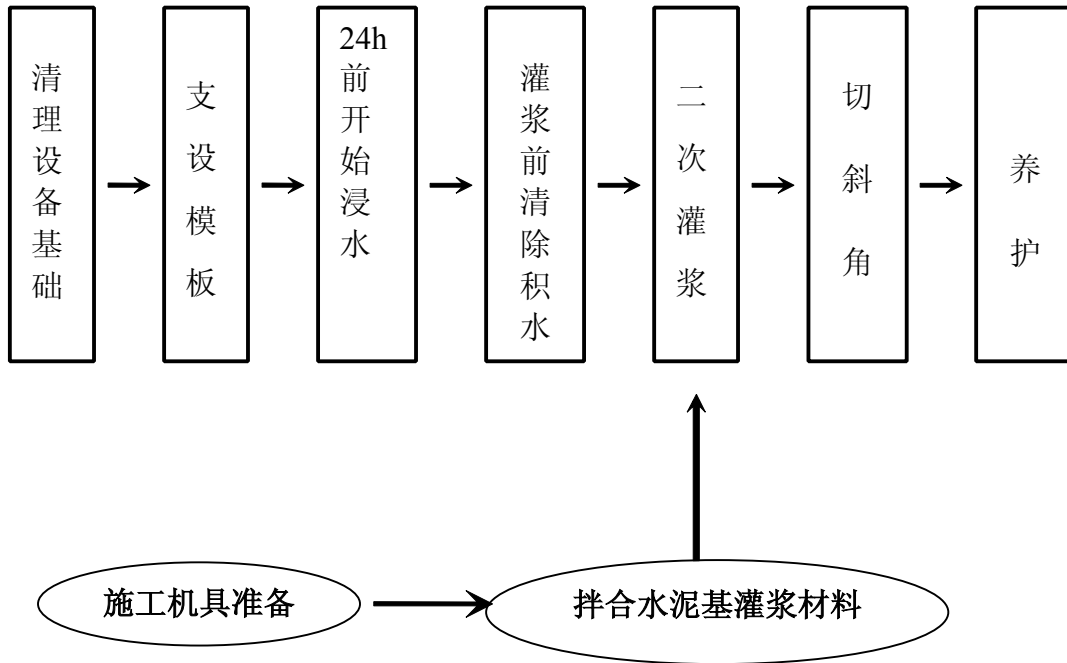 清理设备基础
支设模板
24h前开始浸水
灌浆前清除积水
二次灌浆
切斜角
养护
施工机具准备
拌合水泥基灌浆材料